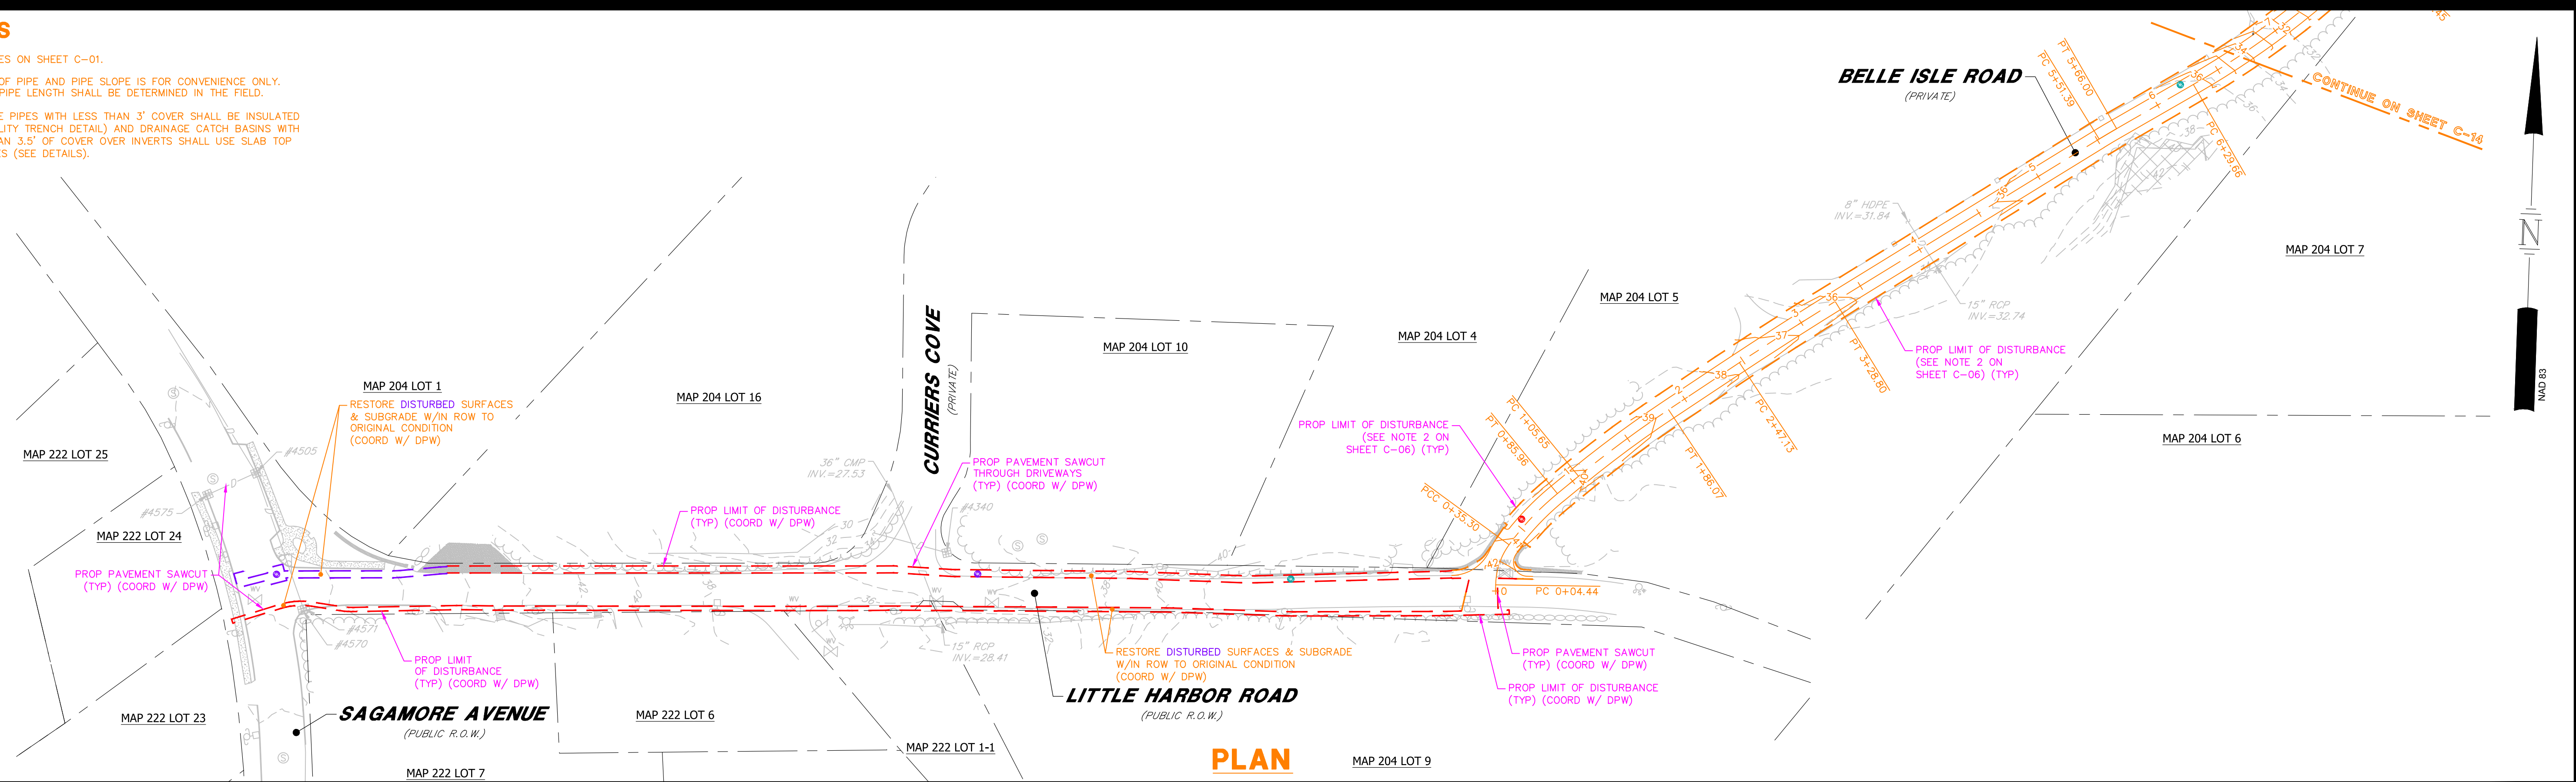 S
ES ON SHEET C-01.
OF PIPE AND PIPE SLOPE IS FOR CONVENIENCE ONLY.
PIPE LENGTH SHALL BE DETERMINED IN THE FIELD.
E PIPES WITH LESS THAN 3' COVER SHALL BE INSULATED
LITY TRENCH DETAIL) AND DRAINAGE CATCH BASINS WITH
AN 3.5' OF COVER OVER INVERTS SHALL USE SLAB TOP
ES (SEE DETAILS).
BELLE ISLE ROAD
(PRIVATE)
PT 5+66.00
PC 5+51.39
PC 6+29.66
CONTINUE ON SHEET C-14
N
NAD 83
8" HDPE
INV.=31.84
15" RCP
INV.=32.74
MAP 204 LOT 7
MAP 204 LOT 5
MAP 204 LOT 4
MAP 204 LOT 10
MAP 204 LOT 6
PROP LIMIT OF DISTURBANCE
(SEE NOTE 2 ON
SHEET C-06) (TYP)
PT 3+28.80
PC 2+47.13
PT 1+86.07
PC 1+05.65
PT 0+85.96
PCC 0+35.30
PC 0+04.44
PROP LIMIT OF DISTURBANCE
(SEE NOTE 2 ON
SHEET C-06) (TYP)
CURRIERS COVE
(PRIVATE)
MAP 204 LOT 1
RESTORE DISTURBED SURFACES
& SUBGRADE W/IN ROW TO
ORIGINAL CONDITION
(COORD W/ DPW)
MAP 204 LOT 16
MAP 222 LOT 25
#4505
#4575
36" CMP
INV.=27.53
#4340
PROP PAVEMENT SAWCUT
THROUGH DRIVEWAYS
(TYP) (COORD W/ DPW)
PROP LIMIT OF DISTURBANCE
(TYP) (COORD W/ DPW)
MAP 222 LOT 24
PROP PAVEMENT SAWCUT
(TYP) (COORD W/ DPW)
#4571
#4570
PROP LIMIT
OF DISTURBANCE
(TYP) (COORD W/ DPW)
15" RCP
INV.=28.41
RESTORE DISTURBED SURFACES & SUBGRADE
W/IN ROW TO ORIGINAL CONDITION
(COORD W/ DPW)
PROP PAVEMENT SAWCUT
(TYP) (COORD W/ DPW)
PROP LIMIT OF DISTURBANCE
(TYP) (COORD W/ DPW)
LITTLE HARBOR ROAD
(PUBLIC R.O.W.)
SAGAMORE AVENUE
(PUBLIC R.O.W.)
MAP 222 LOT 23
MAP 222 LOT 6
MAP 222 LOT 1-1
MAP 222 LOT 7
MAP 204 LOT 9
PLAN